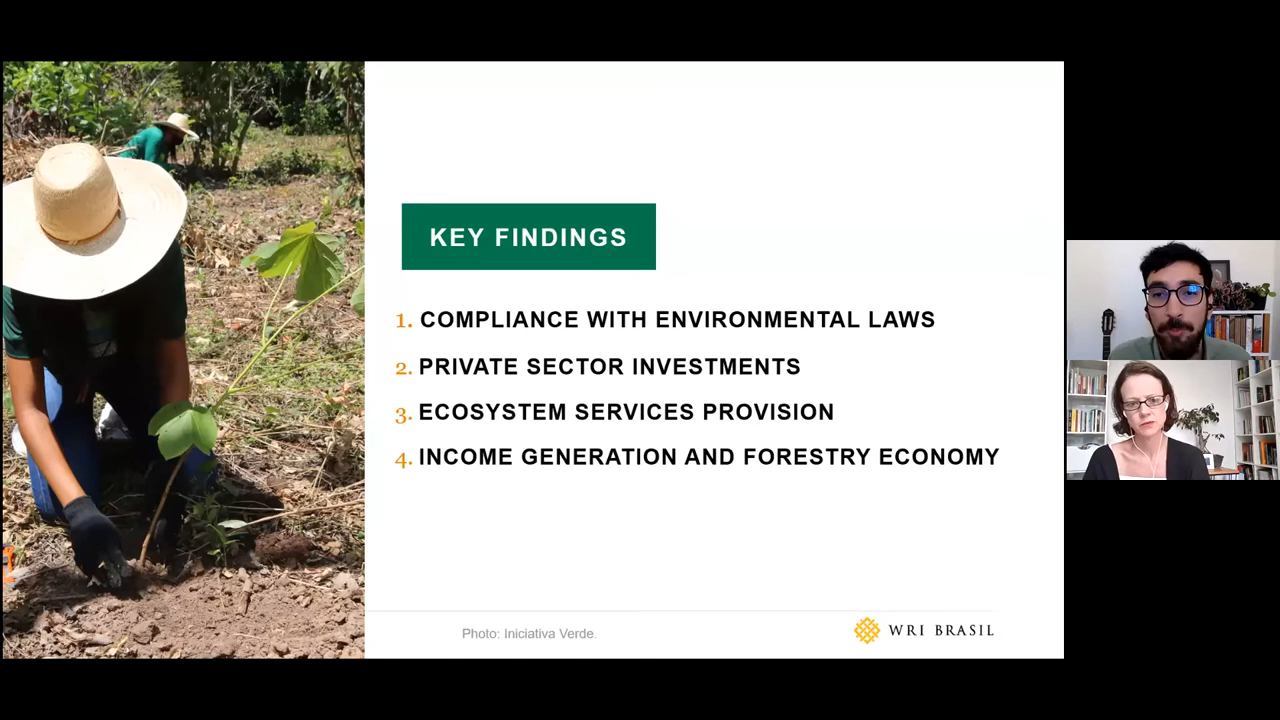 KEY FINDINGS
1. COMPLIANCE WITH ENVIRONMENTAL LAWS
2. PRIVATE SECTOR INVESTMENTS
3. ECOSYSTEM SERVICES PROVISION
4. INCOME GENERATION AND FORESTRY ECONOMY
Photo: Iniciativa Verde.
WRI BRASIL